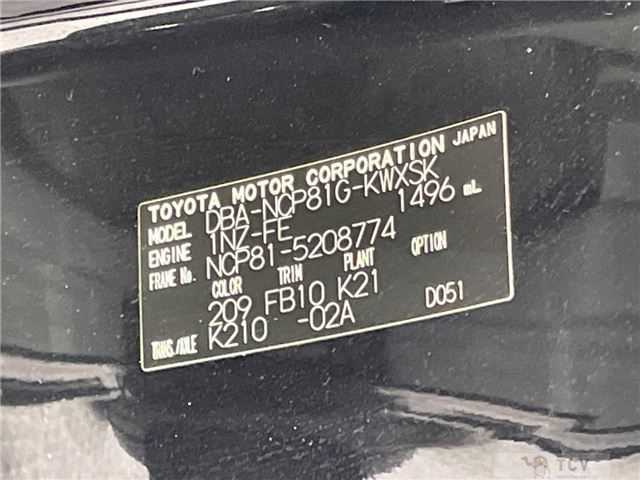 TOYOTA MOTOR CORPORATION JAPAN
MODEL DBA-NCP81G-KWXSK
ENGINE 1NZ-FE 1496 mL
FRAME No. NCP81-5208774
COLOR TRIM PLANT OPTION
209 FB10 K21
TRANS./AXLE K210 -02A D051
TCV